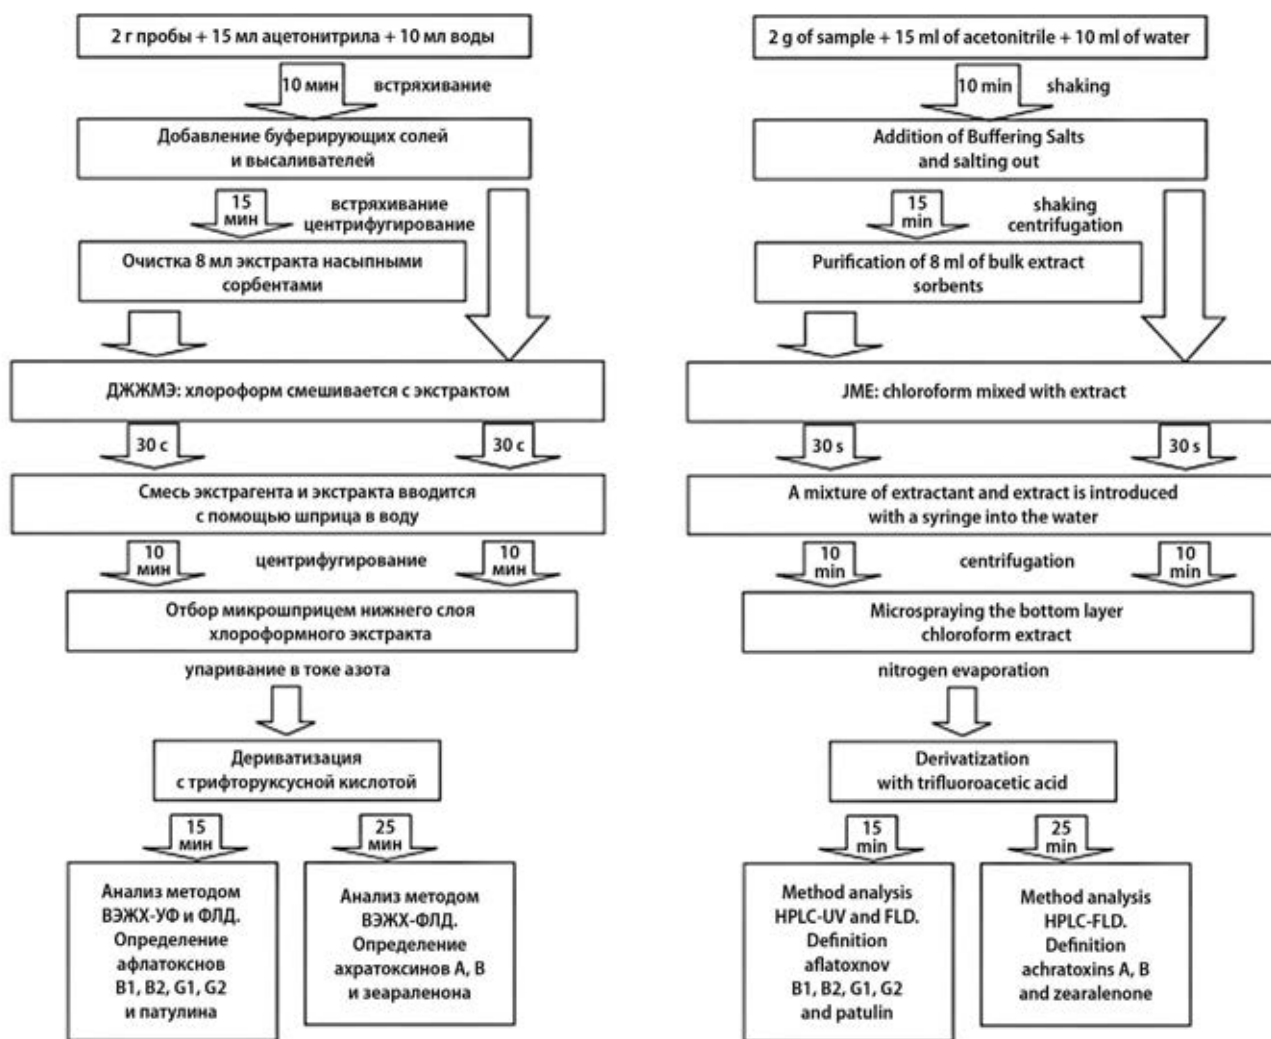 2 г пробы + 15 мл ацетонитрила + 10 мл воды
10 мин
встряхивание
Добавление буферирующих солей
и высаливателей
15
мин
встряхивание
центрифугирование
Очистка 8 мл экстракта насыпными
сорбентами
ДЖЖМЭ: хлороформ смешивается с экстрактом
30 с
30 с
Смесь экстрагента и экстракта вводится
с помощью шприца в воду
10
мин
центрифугирование
10
мин
Отбор микрошприцем нижнего слоя
хлороформного экстракта
упаривание в токе азота
Дериватизация
с трифторуксусной кислотой
15
мин
25
мин
Анализ методом
ВЭЖХ-УФ и ФЛД.
Определение
афлатокснов
В1, В2, G1, G2
и патулина
Анализ методом
ВЭЖХ-ФЛД.
Определение
ахратоксинов А, В
и зеараленона
2 g of sample + 15 ml of acetonitrile + 10 ml of water
10 min
shaking
Addition of Buffering Salts
and salting out
15
min
shaking
centrifugation
Purification of 8 ml of bulk extract
sorbents
JME: chloroform mixed with extract
30 s
30 s
A mixture of extractant and extract is introduced
with a syringe into the water
10
min
centrifugation
10
min
Microspraying the bottom layer
chloroform extract
nitrogen evaporation
Derivatization
with trifluoroacetic acid
15
min
25
min
Method analysis
HPLC-UV and FLD.
Definition
aflatoxnov
B1, B2, G1, G2
and patulin
Method analysis
HPLC-FLD.
Definition
achratoxins A, B
and zearalenone